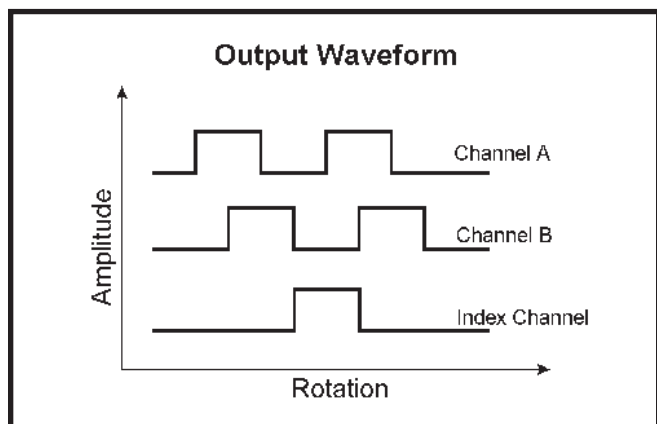 Output Waveform
Channel A
Channel B
Index Channel
Amplitude
Rotation